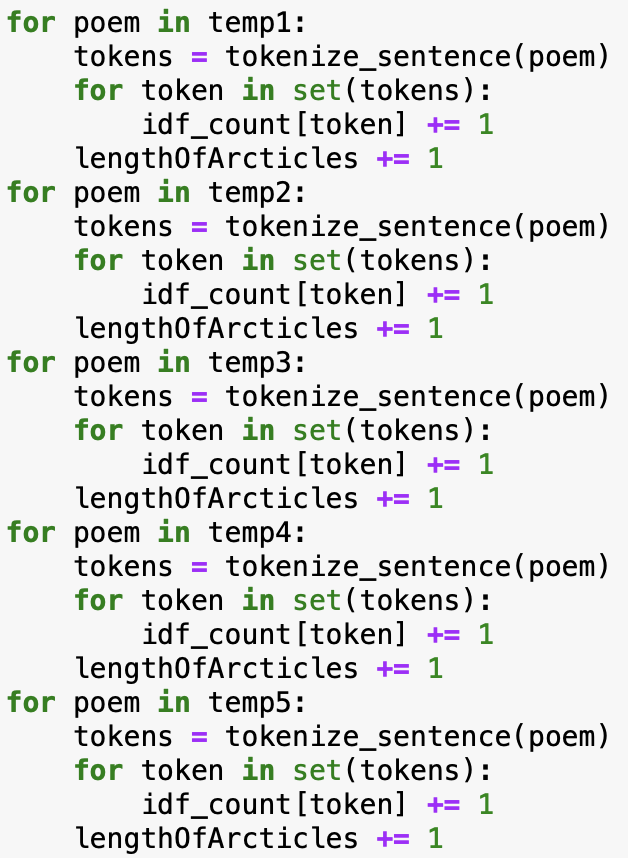 for poem in temp1:
    tokens = tokenize_sentence(poem)
    for token in set(tokens):
        idf_count[token] += 1
    lengthOfArcticles += 1
for poem in temp2:
    tokens = tokenize_sentence(poem)
    for token in set(tokens):
        idf_count[token] += 1
    lengthOfArcticles += 1
for poem in temp3:
    tokens = tokenize_sentence(poem)
    for token in set(tokens):
        idf_count[token] += 1
    lengthOfArcticles += 1
for poem in temp4:
    tokens = tokenize_sentence(poem)
    for token in set(tokens):
        idf_count[token] += 1
    lengthOfArcticles += 1
for poem in temp5:
    tokens = tokenize_sentence(poem)
    for token in set(tokens):
        idf_count[token] += 1
    lengthOfArcticles += 1